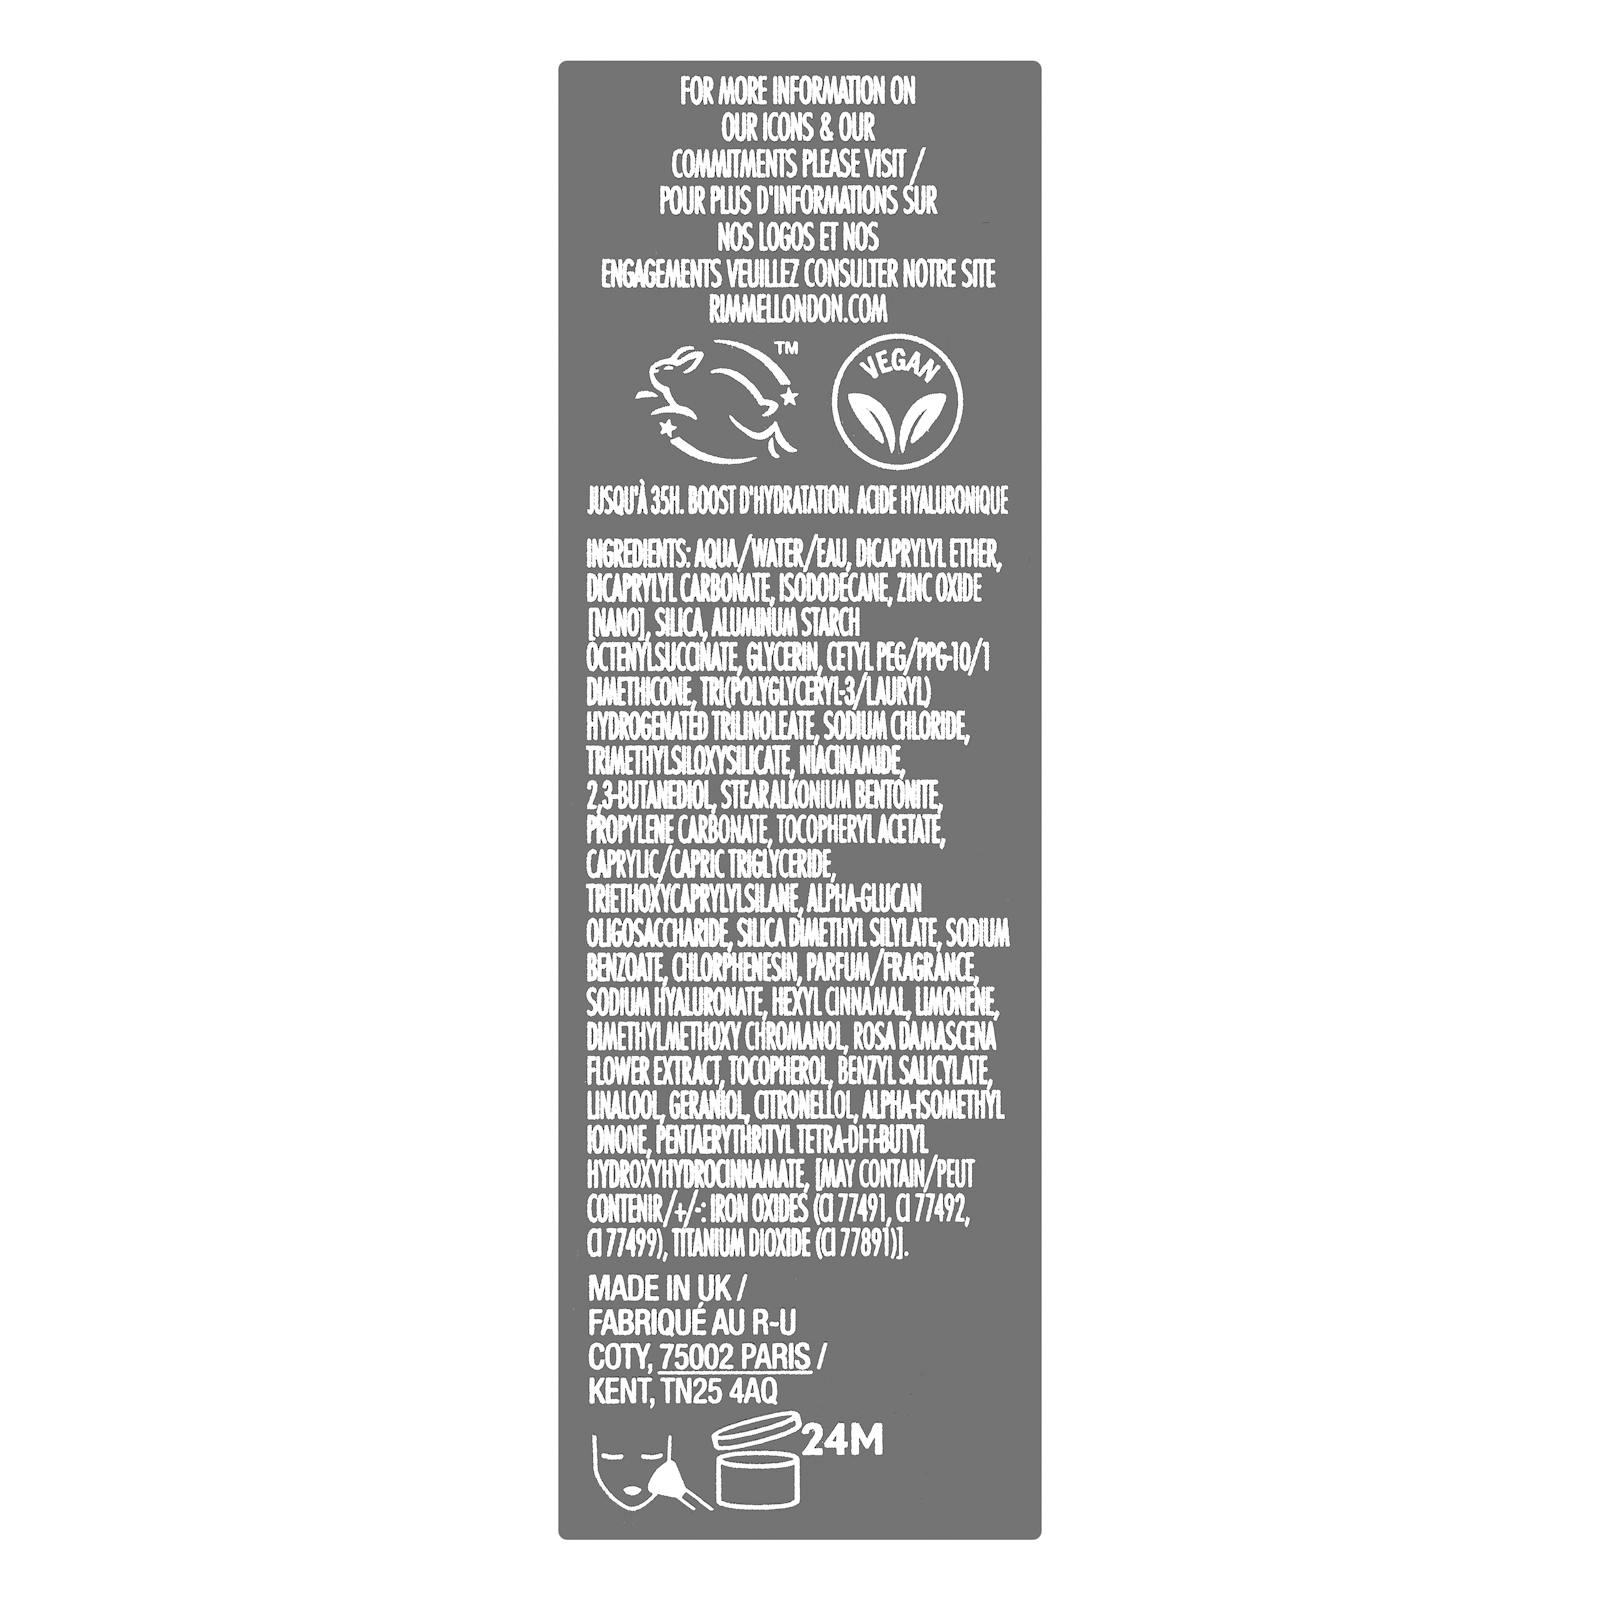 FOR MORE INFORMATION ON
OUR ICONS & OUR
COMMITMENTS PLEASE VISIT /
POUR PLUS D'INFORMATIONS SUR
NOS LOGOS ET NOS
ENGAGEMENTS VEUILLEZ CONSULTER NOTRE SITE
RIMMELLONDON.COM
TM
VEGAN
JUSQU'À 35H. BOOST D'HYDRATATION. ACIDE HYALURONIQUE
INGREDIENTS: AQUA/WATER/EAU, DICAPRYLYL ETHER,
DICAPRYLYL CARBONATE, ISODODECANE, ZINC OXIDE
[NANO], SILICA, ALUMINUM STARCH
OCTENYLSUCCINATE, GLYCERIN, CETYL PEG/PPG-10/1
DIMETHICONE, TRI(POLYGLYCERYL-3/LAURYL)
HYDROGENATED TRILINOLEATE, SODIUM CHLORIDE,
TRIMETHYLSILOXYSILICATE, NIACINAMIDE,
2,3-BUTANEDIOL, STEARALKONIUM BENTONITE,
PROPYLENE CARBONATE, TOCOPHERYL ACETATE,
CAPRYLIC/CAPRIC TRIGLYCERIDE,
TRIETHOXYCAPRYLYLSILANE, ALPHA-GLUCAN
OLIGOSACCHARIDE, SILICA DIMETHYL SILYLATE, SODIUM
BENZOATE, CHLORPHENESIN, PARFUM/FRAGRANCE,
SODIUM HYALURONATE, HEXYL CINNAMAL, LIMONENE,
DIMETHYLMETHOXY CHROMANOL, ROSA DAMASCENA
FLOWER EXTRACT, TOCOPHEROL, BENZYL SALICYLATE,
LINALOOL, GERANIOL, CITRONELLOL, ALPHA-ISOMETHYL
IONONE, PENTAERYTHRITYL TETRA-DI-T-BUTYL
HYDROXYHYDROCINNAMATE, [MAY CONTAIN/PEUT
CONTENIR/+/-: IRON OXIDES (CI 77491, CI 77492,
CI 77499), TITANIUM DIOXIDE (CI 77891)].
MADE IN UK /
FABRIQUÉ AU R-U
COTY, 75002 PARIS /
KENT, TN25 4AQ
24M